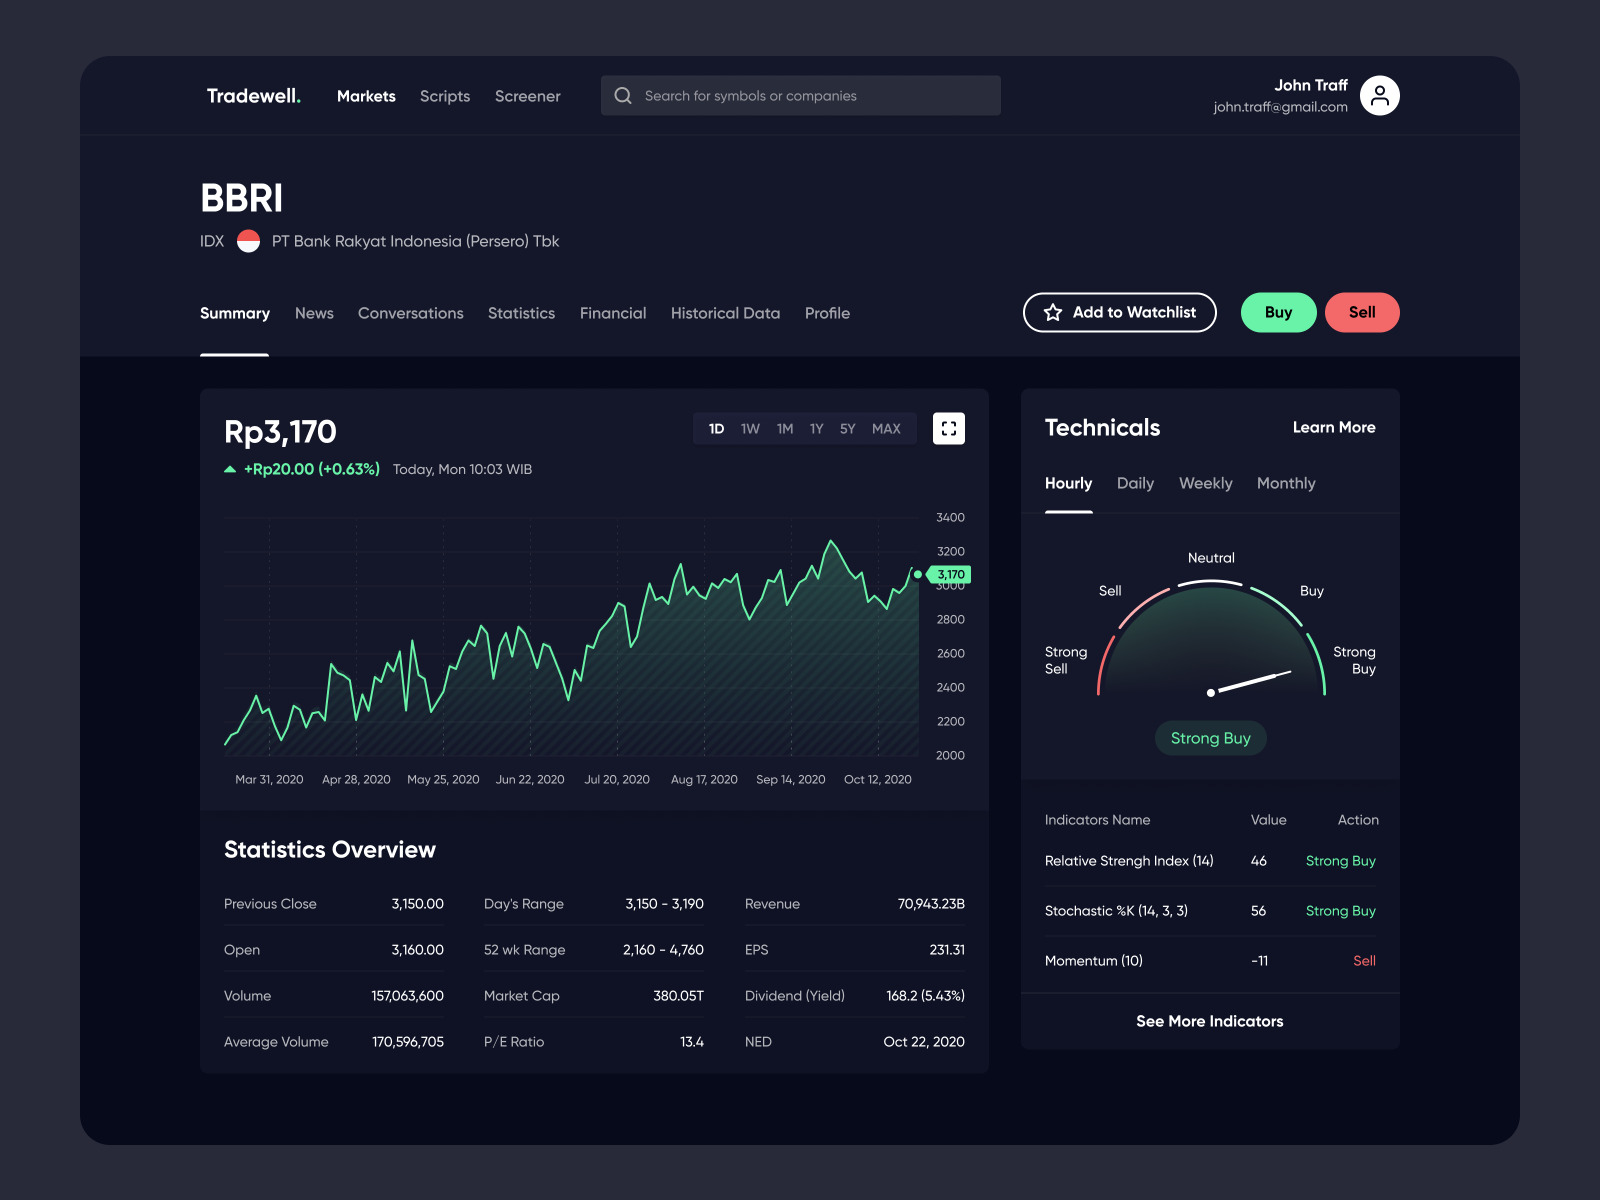 Tradewell.
Markets
Scripts
Screener
Search for symbols or companies
John Traff
john.traff@gmail.com
BBRI
IDX
PT Bank Rakyat Indonesia (Persero) Tbk
Summary
News
Conversations
Statistics
Financial
Historical Data
Profile
Add to Watchlist
Buy
Sell
Rp3,170
1D
1W
1M
1Y
5Y
MAX
+Rp20.00 (+0.63%)
Today, Mon 10:03 WIB
3400
3200
3,170
3000
2800
2600
2400
2200
2000
Mar 31, 2020
Apr 28, 2020
May 25, 2020
Jun 22, 2020
Jul 20, 2020
Aug 17, 2020
Sep 14, 2020
Oct 12, 2020
Statistics Overview
Previous Close 3,150.00
Day's Range 3,150 - 3,190
Revenue 70,943.23B
Open 3,160.00
52 wk Range 2,160 - 4,760
EPS 231.31
Volume 157,063,600
Market Cap 380.05T
Dividend (Yield) 168.2 (5.43%)
Average Volume 170,596,705
P/E Ratio 13.4
NED Oct 22, 2020
Technicals
Learn More
Hourly
Daily
Weekly
Monthly
Neutral
Sell
Buy
Strong
Sell
Strong
Buy
Strong Buy
Indicators Name Value Action
Relative Strengh Index (14) 46 Strong Buy
Stochastic %K (14, 3, 3) 56 Strong Buy
Momentum (10) -11 Sell
See More Indicators